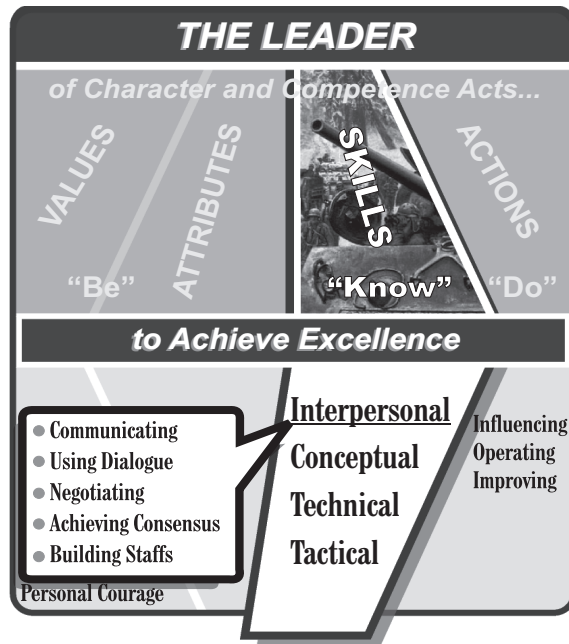 THE LEADER
of Character and Competence Acts...
VALUES
ATTRIBUTES
SKILLS
ACTIONS
“Be”
“Know”
“Do”
to Achieve Excellence
• Communicating
• Using Dialogue
• Negotiating
• Achieving Consensus
• Building Staffs
Personal Courage
Interpersonal
Conceptual
Technical
Tactical
Influencing
Operating
Improving